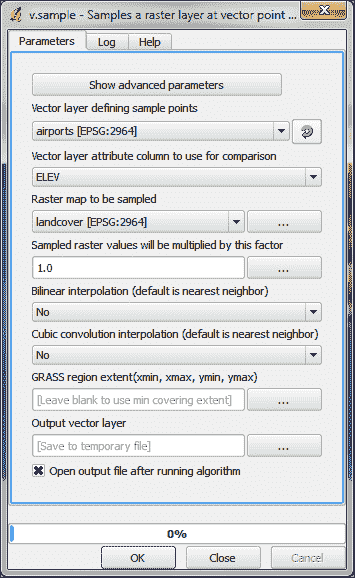 v.sample - Samples a raster layer at vector point ...
Parameters Log Help
Show advanced parameters
Vector layer defining sample points
airports [EPSG:2964]
Vector layer attribute column to use for comparison
ELEV
Raster map to be sampled
landcover [EPSG:2964] ...
Sampled raster values will be multiplied by this factor
1.0 ...
Bilinear interpolation (default is nearest neighbor)
No
Cubic convolution interpolation (default is nearest neighbor)
No
GRASS region extent(xmin, xmax, ymin, ymax)
[Leave blank to use min covering extent] ...
Output vector layer
[Save to temporary file] ...
Open output file after running algorithm
0%
OK Close Cancel